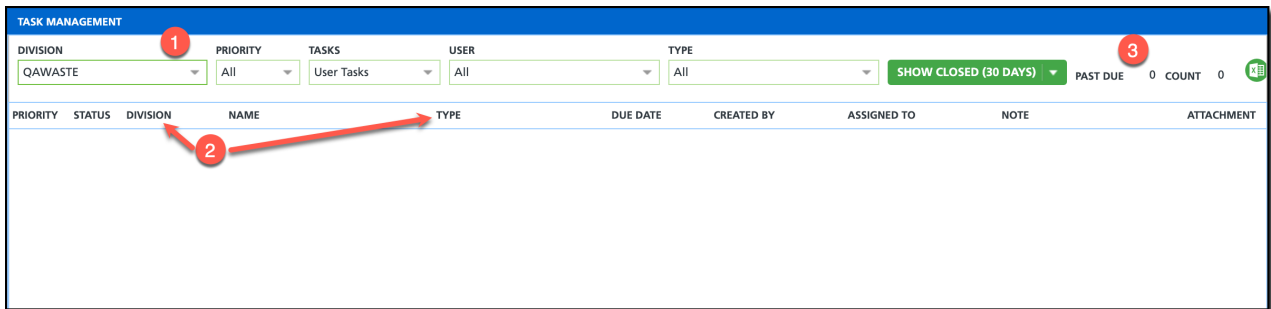 TASK MANAGEMENT
1
3
DIVISION PRIORITY TASKS USER TYPE
QAWASTE All User Tasks All All SHOW CLOSED (30 DAYS) PAST DUE 0 COUNT 0
PRIORITY STATUS DIVISION NAME TYPE DUE DATE CREATED BY ASSIGNED TO NOTE ATTACHMENT
2